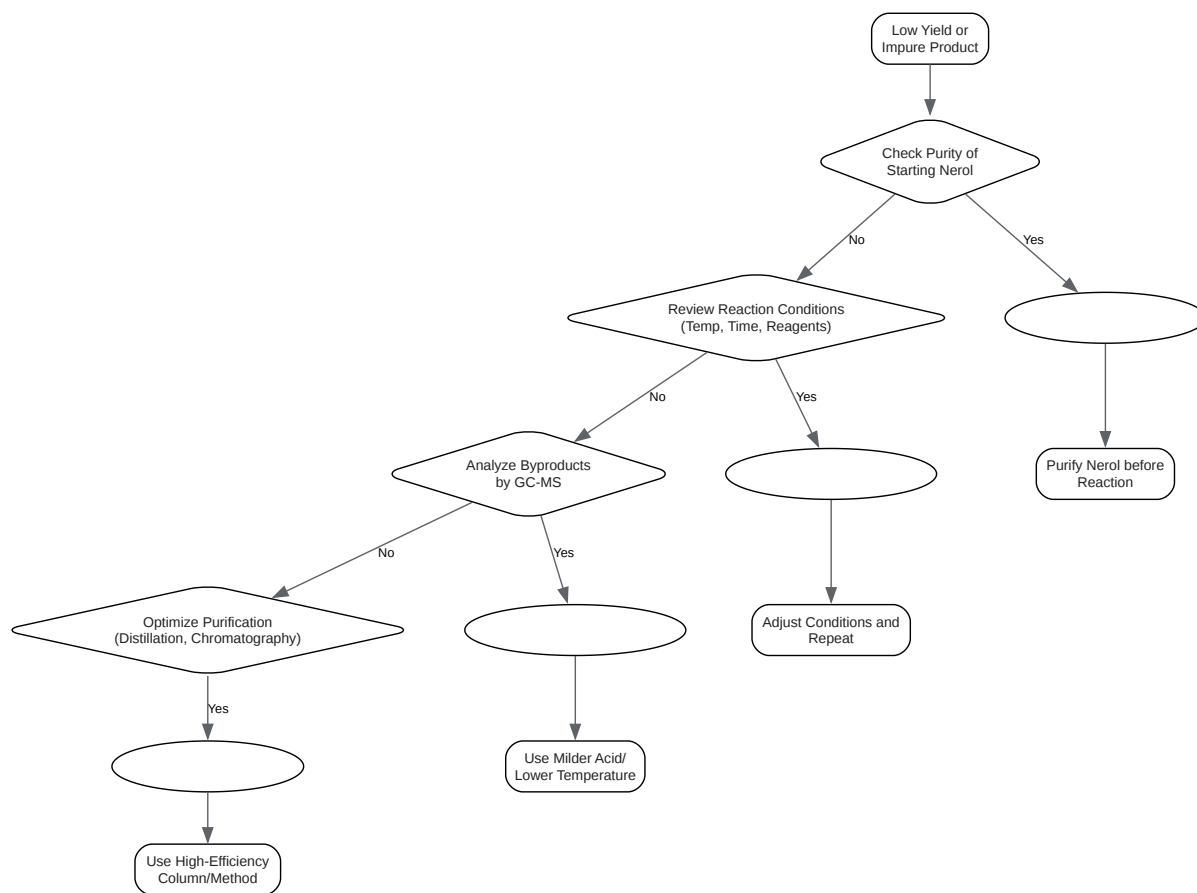 Low Yield or
Impure Product
Check Purity of
Starting Nerol
No
Yes
Review Reaction Conditions
(Temp, Time, Reagents)
No
Yes
Analyze Byproducts
by GC-MS
Purify Nerol before
Reaction
No
Yes
Optimize Purification
(Distillation, Chromatography)
Adjust Conditions and
Repeat
Yes
Use Milder Acid/
Lower Temperature
Use High-Efficiency
Column/Method